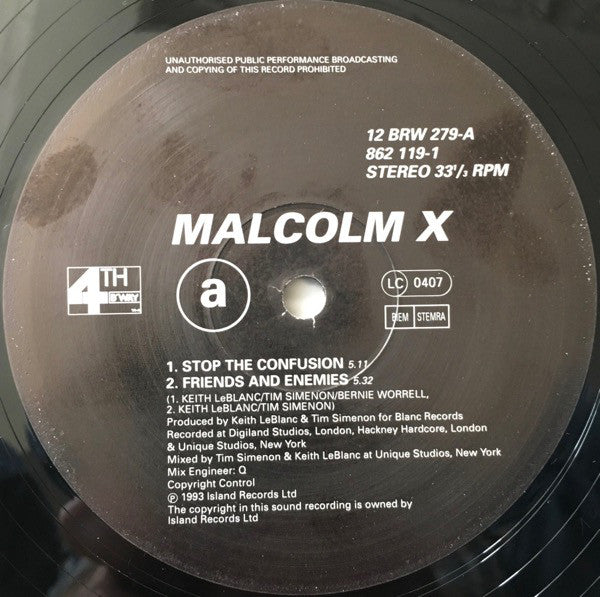 UNAUTHORISED PUBLIC PERFORMANCE BROADCASTING
AND COPYING OF THIS RECORD PROHIBITED
12 BRW 279-A
862 119-1
STEREO 33⅓ RPM
MALCOLM X
4TH
B'WAY
a
LC 0407
BIEM STEMRA
1. STOP THE CONFUSION 5.11
2. FRIENDS AND ENEMIES 5.32
(1. KEITH LeBLANC/TIM SIMENON/BERNIE WORRELL,
2. KEITH LeBLANC/TIM SIMENON)
Produced by Keith LeBlanc & Tim Simenon for Blanc Records
Recorded at Digiland Studios, London, Hackney Hardcore, London
& Unique Studios, New York
Mixed by Tim Simenon & Keith LeBlanc at Unique Studios, New York
Mix Engineer: Q
Copyright Control
℗ 1993 Island Records Ltd
The copyright in this sound recording is owned by
Island Records Ltd